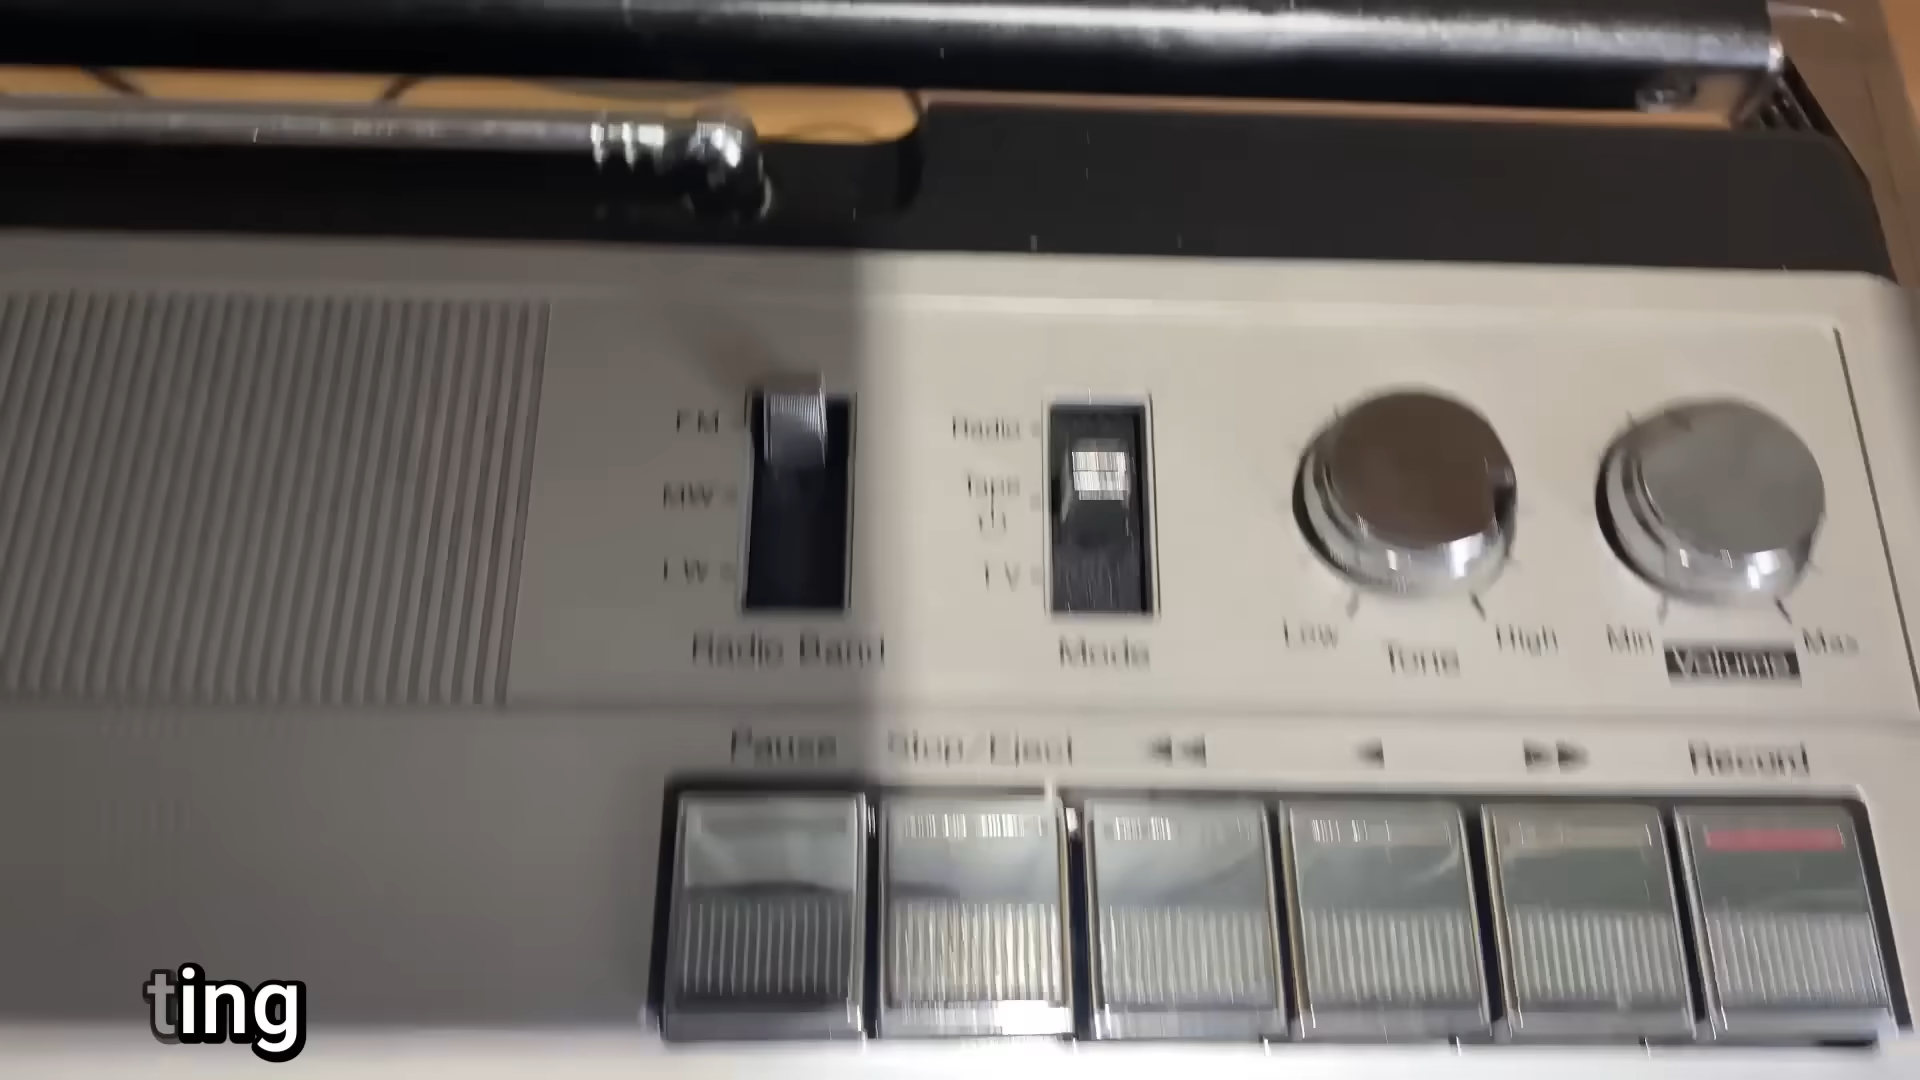 FM
MW
LW
Radio Band
Radio
Tape
TV
Mode
Low
Tone
High
Min
Volume
Max
Pause
Stop/Eject
Record
ting